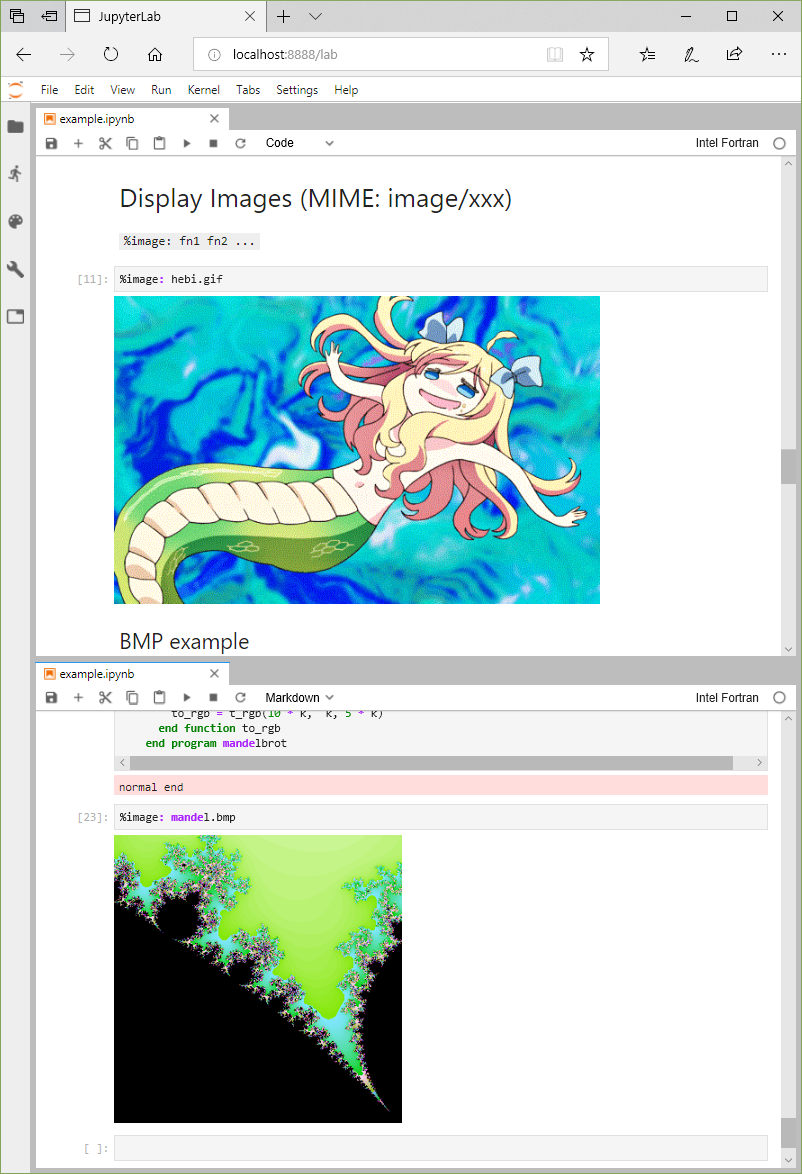 JupyterLab
localhost:8888/lab
File Edit View Run Kernel Tabs Settings Help
example.ipynb
Code
Intel Fortran
Display Images (MIME: image/xxx)
%image: fn1 fn2 ...
[11]: %image: hebi.gif
BMP example
example.ipynb
Markdown
Intel Fortran
to_rgb = t_rgb(10 * k, k, 5 * k)
end function to_rgb
end program mandelbrot
normal end
[23]: %image: mandel.bmp
[ ]: